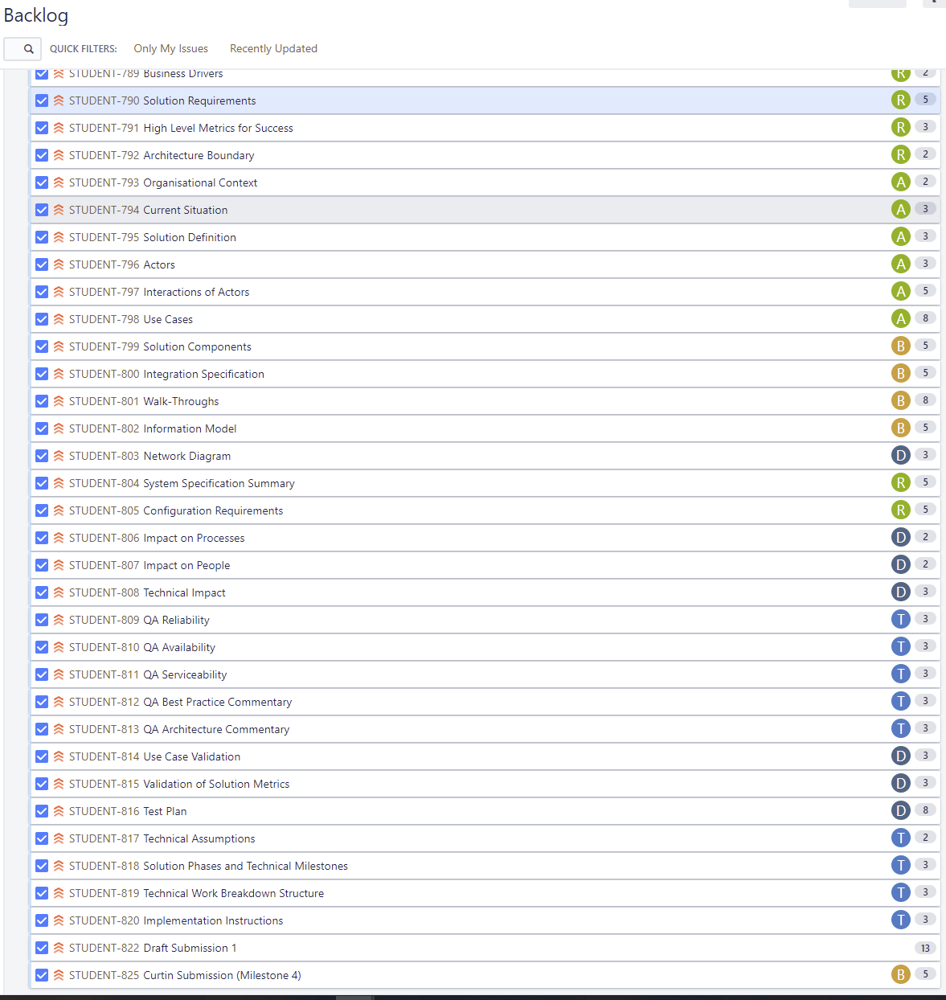 Backlog
QUICK FILTERS: Only My Issues Recently Updated
STUDENT-789 Business Drivers R 2
STUDENT-790 Solution Requirements R 5
STUDENT-791 High Level Metrics for Success R 3
STUDENT-792 Architecture Boundary R 2
STUDENT-793 Organisational Context A 2
STUDENT-794 Current Situation A 3
STUDENT-795 Solution Definition A 3
STUDENT-796 Actors A 3
STUDENT-797 Interactions of Actors A 5
STUDENT-798 Use Cases A 8
STUDENT-799 Solution Components B 5
STUDENT-800 Integration Specification B 5
STUDENT-801 Walk-Throughs B 8
STUDENT-802 Information Model B 5
STUDENT-803 Network Diagram D 3
STUDENT-804 System Specification Summary R 5
STUDENT-805 Configuration Requirements R 5
STUDENT-806 Impact on Processes D 2
STUDENT-807 Impact on People D 2
STUDENT-808 Technical Impact D 3
STUDENT-809 QA Reliability T 3
STUDENT-810 QA Availability T 3
STUDENT-811 QA Serviceability T 3
STUDENT-812 QA Best Practice Commentary T 3
STUDENT-813 QA Architecture Commentary T 3
STUDENT-814 Use Case Validation D 3
STUDENT-815 Validation of Solution Metrics D 3
STUDENT-816 Test Plan D 8
STUDENT-817 Technical Assumptions T 2
STUDENT-818 Solution Phases and Technical Milestones T 3
STUDENT-819 Technical Work Breakdown Structure T 3
STUDENT-820 Implementation Instructions T 3
STUDENT-822 Draft Submission 1 13
STUDENT-825 Curtin Submission (Milestone 4) B 5